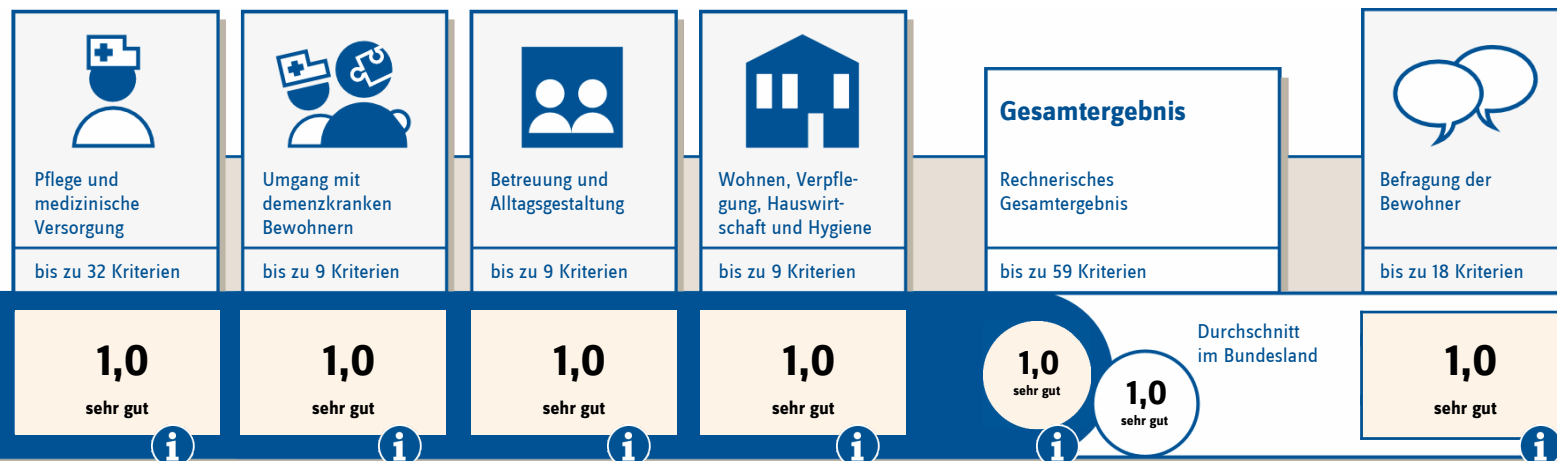 Pflege und
medizinische
Versorgung
bis zu 32 Kriterien
1,0
sehr gut
i
Umgang mit
demenzkranken
Bewohnern
bis zu 9 Kriterien
1,0
sehr gut
i
Betreuung und
Alltagsgestaltung
bis zu 9 Kriterien
1,0
sehr gut
i
Wohnen, Verpfle-
gung, Hauswirt-
schaft und Hygiene
bis zu 9 Kriterien
1,0
sehr gut
i
Gesamtergebnis
Rechnerisches
Gesamtergebnis
bis zu 59 Kriterien
1,0
sehr gut
i
Durchschnitt
im Bundesland
1,0
sehr gut
Befragung der
Bewohner
bis zu 18 Kriterien
1,0
sehr gut
i